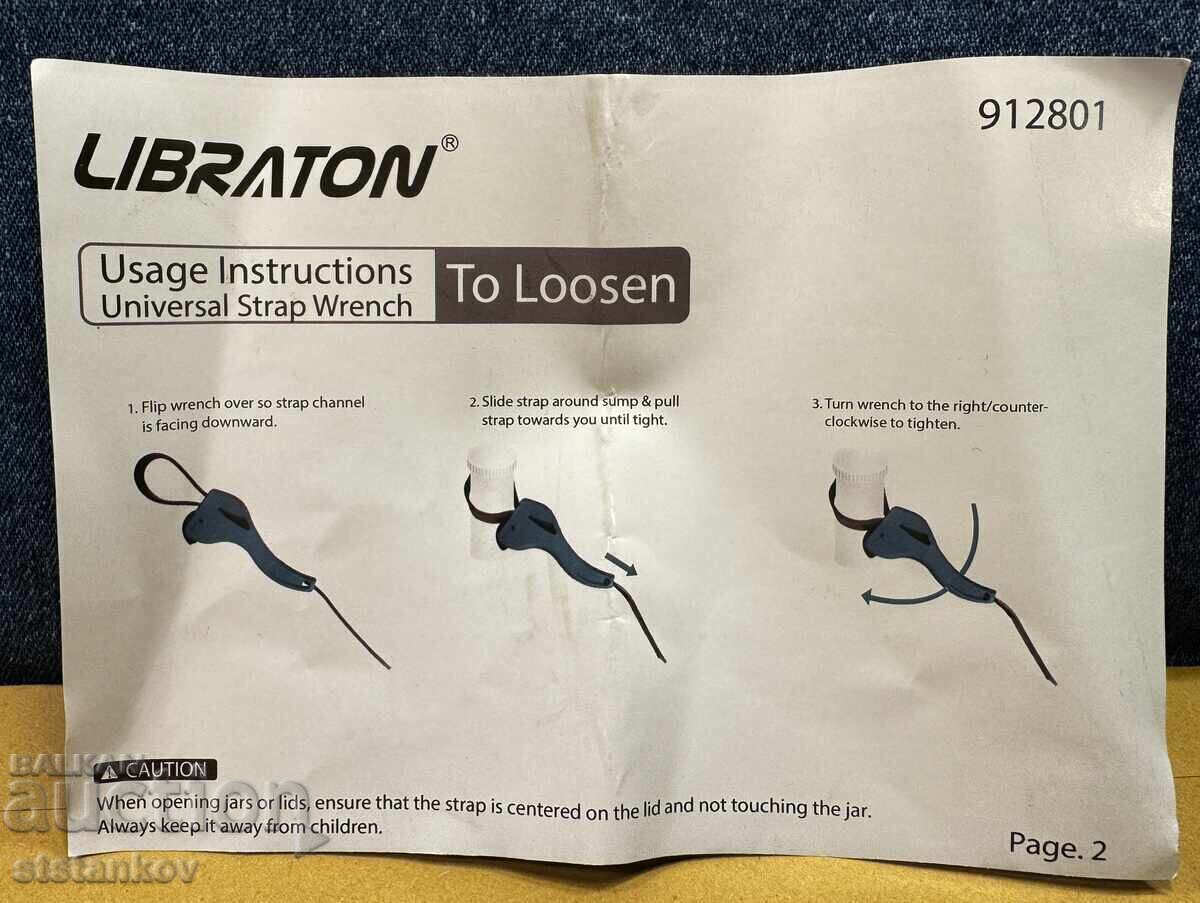 912801
LIBRATON®
Usage Instructions
Universal Strap Wrench
To Loosen
1. Flip wrench over so strap channel
is facing downward.
2. Slide strap around sump & pull
strap towards you until tight.
3. Turn wrench to the right/counter-
clockwise to tighten.
CAUTION
When opening jars or lids, ensure that the strap is centered on the lid and not touching the jar.
Always keep it away from children.
Page. 2
BALKAN
auction
ststankov